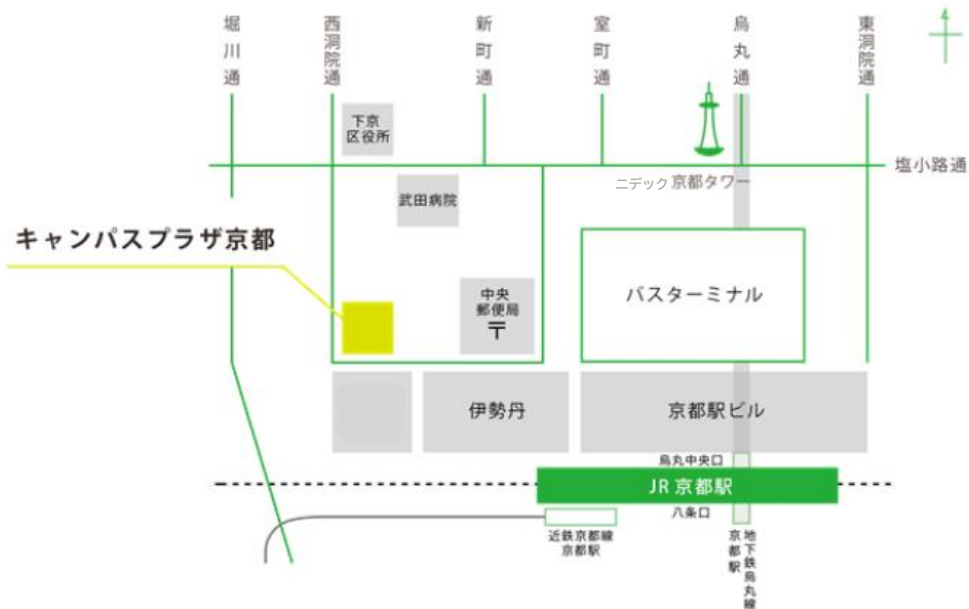 堀川通
西洞院通
新町通
室町通
烏丸通
東洞院通
4
下京
区役所
塩小路通
ニデック京都タワー
武田病院
キャンパスプラザ京都
中央
郵便局
〒
バスターミナル
伊勢丹
京都駅ビル
烏丸中央口
JR 京都駅
八条口
近鉄京都線
京都駅
地下鉄烏丸線
京都駅